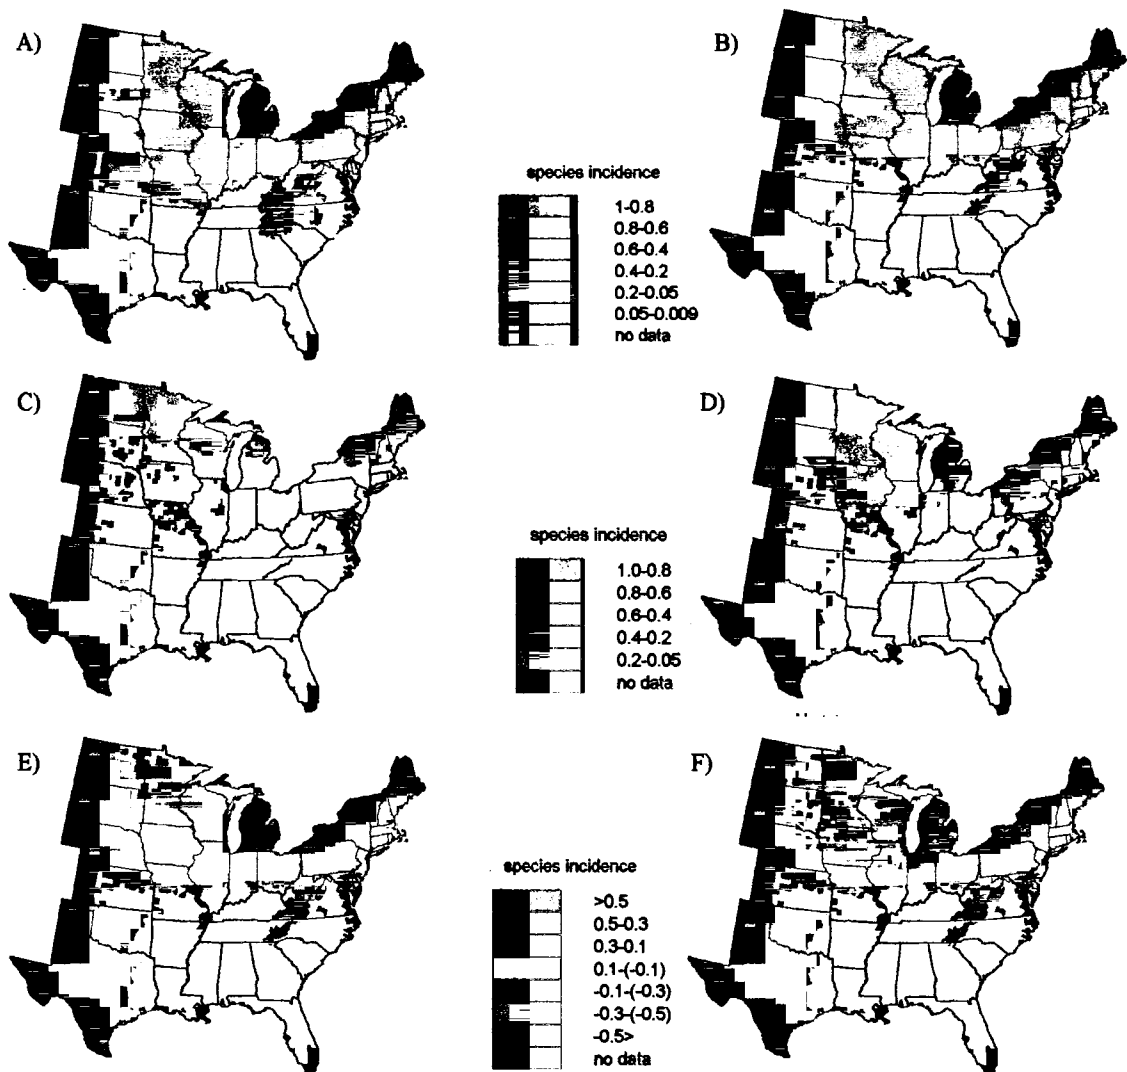 A)
B)
species incidence
1-0.8
0.8-0.6
0.6-0.4
0.4-0.2
0.2-0.05
0.05-0.009
no data
C)
D)
species incidence
1.0-0.8
0.8-0.6
0.6-0.4
0.4-0.2
0.2-0.05
no data
E)
F)
species incidence
>0.5
0.5-0.3
0.3-0.1
0.1-(-0.1)
-0.1-(-0.3)
-0.3-(-0.5)
-0.5>
no data